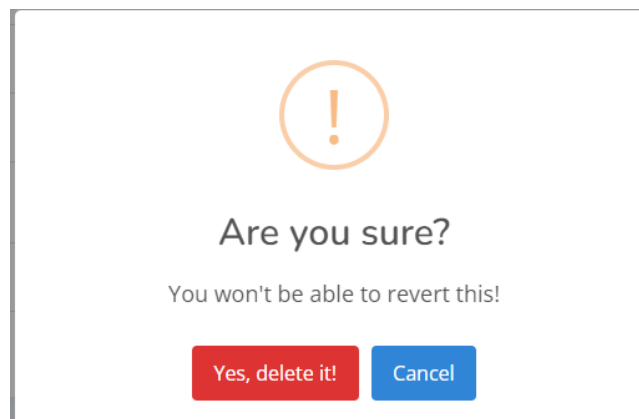 !
Are you sure?
You won't be able to revert this!
Yes, delete it! Cancel